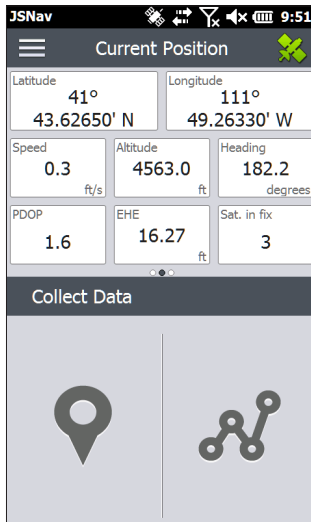 JSNav 9:51
Current Position
Latitude Longitude
41° 111°
43.62650' N 49.26330' W
Speed Altitude Heading
0.3 4563.0 182.2
ft/s ft degrees
PDOP EHE Sat. in fix
1.6 16.27 3
ft
Collect Data